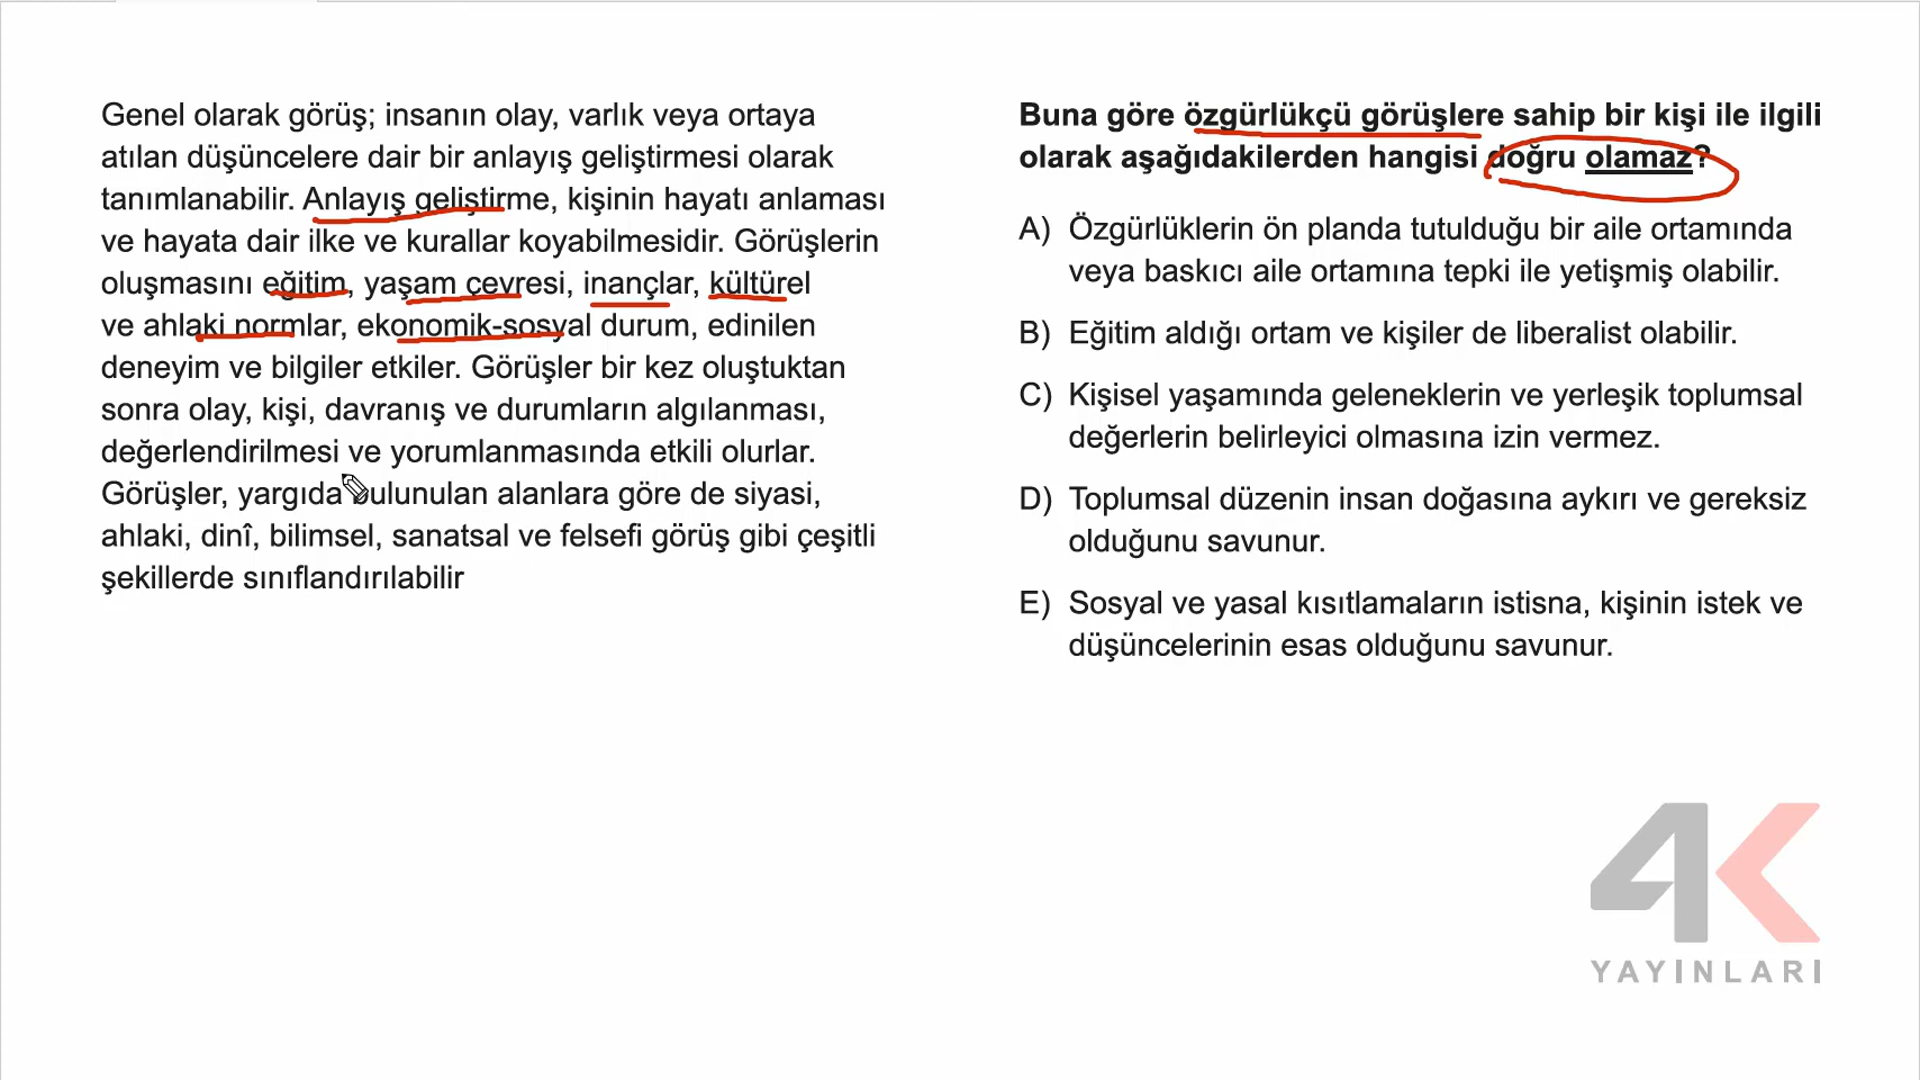 Genel olarak görüş; insanın olay, varlık veya ortaya
atılan düşüncelere dair bir anlayış geliştirmesi olarak
tanımlanabilir. Anlayış geliştirme, kişinin hayatı anlaması
ve hayata dair ilke ve kurallar koyabilmesidir. Görüşlerin
oluşmasını eğitim, yaşam çevresi, inançlar, kültürel
ve ahlaki normlar, ekonomik-sosyal durum, edinilen
deneyim ve bilgiler etkiler. Görüşler bir kez oluştuktan
sonra olay, kişi, davranış ve durumların algılanması,
değerlendirilmesi ve yorumlanmasında etkili olurlar.
Görüşler, yargıda bulunulan alanlara göre de siyasi,
ahlaki, dinî, bilimsel, sanatsal ve felsefi görüş gibi çeşitli
şekillerde sınıflandırılabilir
Buna göre özgürlükçü görüşlere sahip bir kişi ile ilgili
olarak aşağıdakilerden hangisi doğru olamaz?
A) Özgürlüklerin ön planda tutulduğu bir aile ortamında
veya baskıcı aile ortamına tepki ile yetişmiş olabilir.
B) Eğitim aldığı ortam ve kişiler de liberalist olabilir.
C) Kişisel yaşamında geleneklerin ve yerleşik toplumsal
değerlerin belirleyici olmasına izin vermez.
D) Toplumsal düzenin insan doğasına aykırı ve gereksiz
olduğunu savunur.
E) Sosyal ve yasal kısıtlamaların istisna, kişinin istek ve
düşüncelerinin esas olduğunu savunur.
4K
YAYINLARI